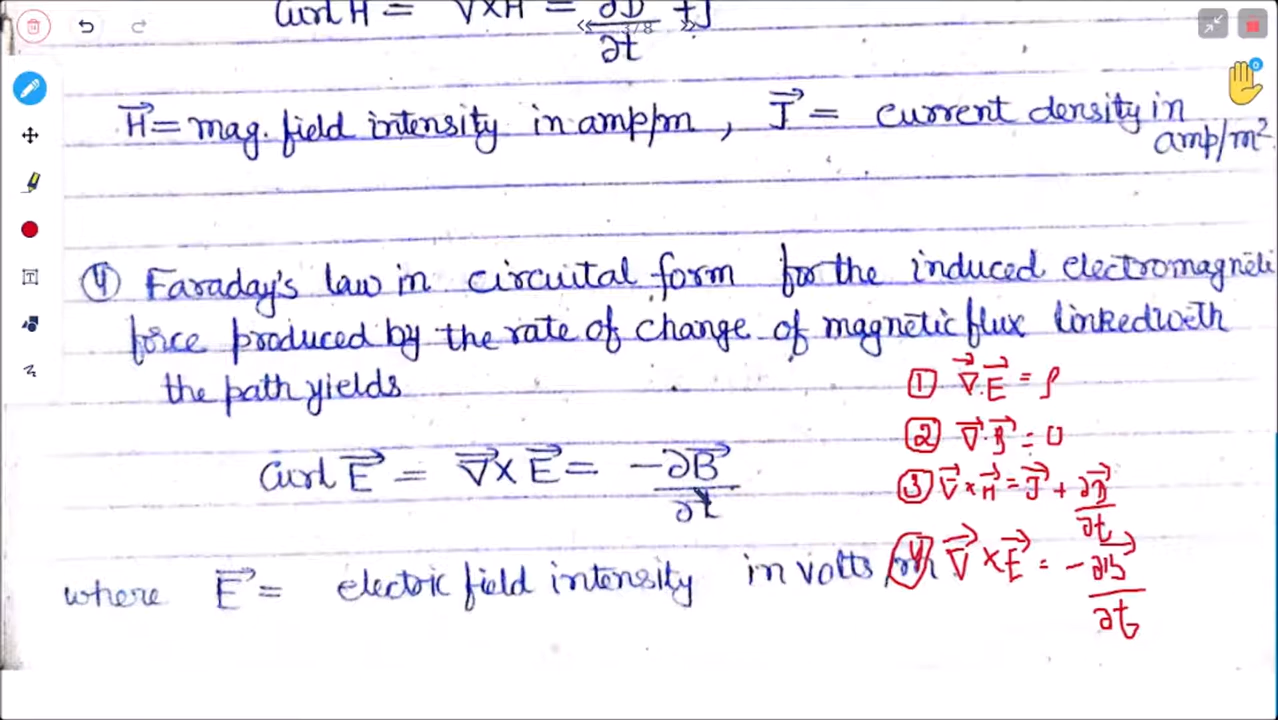 Curl H = ∇×H = ∂D/∂t + J
3/8
H⃗ = mag. field intensity in amp/m , J⃗ = current density in
amp/m²
④ Faraday's law in circuital form for the induced electromagneti
force produced by the rate of change of magnetic flux linked with
the path yields
① ∇⃗.E⃗ = ρ
② ∇⃗.B⃗ = 0
Curl E⃗ = ∇⃗×E⃗ = -∂B⃗/∂t
③ ∇⃗×H⃗ = J⃗ + ∂D⃗/∂t
④ ∇⃗×E⃗ = -∂B⃗/∂t
where E⃗ = electric field intensity in volts/m